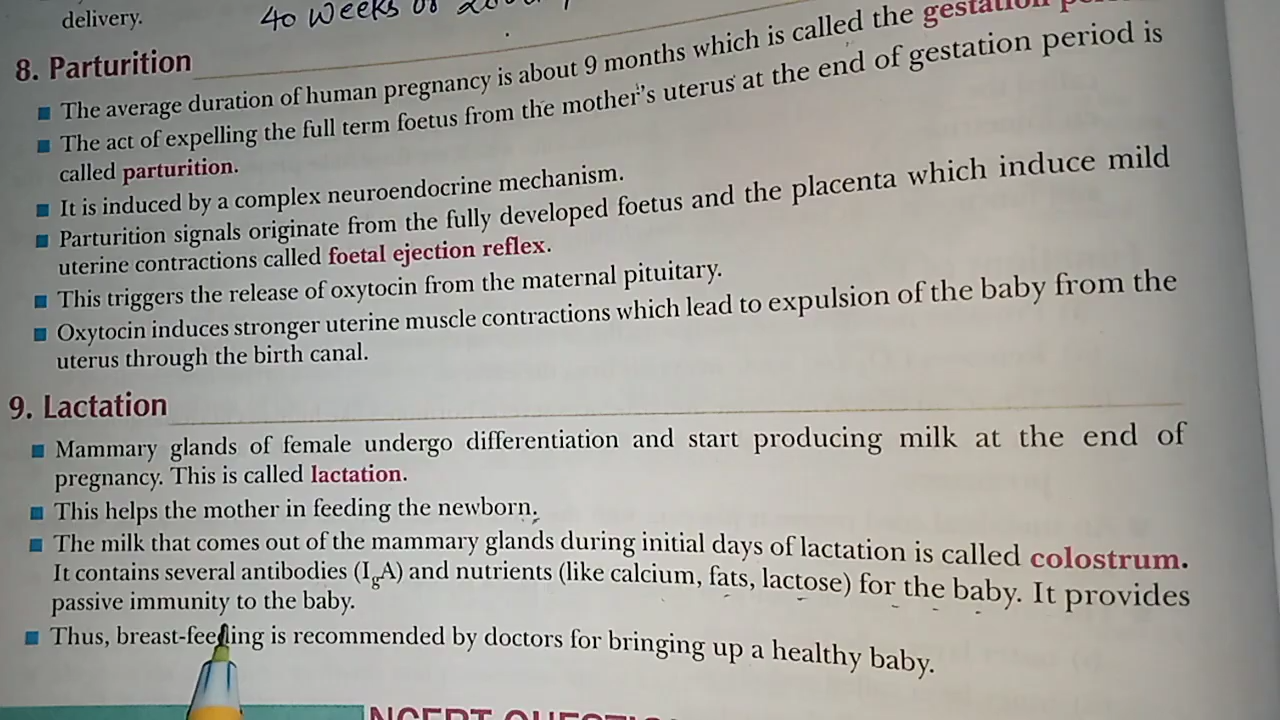 delivery.
40 weeks or
8. Parturition
■ The average duration of human pregnancy is about 9 months which is called the gestation
■ The act of expelling the full term foetus from the mother's uterus at the end of gestation period is
called parturition.
■ It is induced by a complex neuroendocrine mechanism.
■ Parturition signals originate from the fully developed foetus and the placenta which induce mild
uterine contractions called foetal ejection reflex.
■ This triggers the release of oxytocin from the maternal pituitary.
■ Oxytocin induces stronger uterine muscle contractions which lead to expulsion of the baby from the
uterus through the birth canal.
9. Lactation
■ Mammary glands of female undergo differentiation and start producing milk at the end of
pregnancy. This is called lactation.
■ This helps the mother in feeding the newborn.
■ The milk that comes out of the mammary glands during initial days of lactation is called colostrum.
It contains several antibodies (IgA) and nutrients (like calcium, fats, lactose) for the baby. It provides
passive immunity to the baby.
■ Thus, breast-feeding is recommended by doctors for bringing up a healthy baby.
NCERT